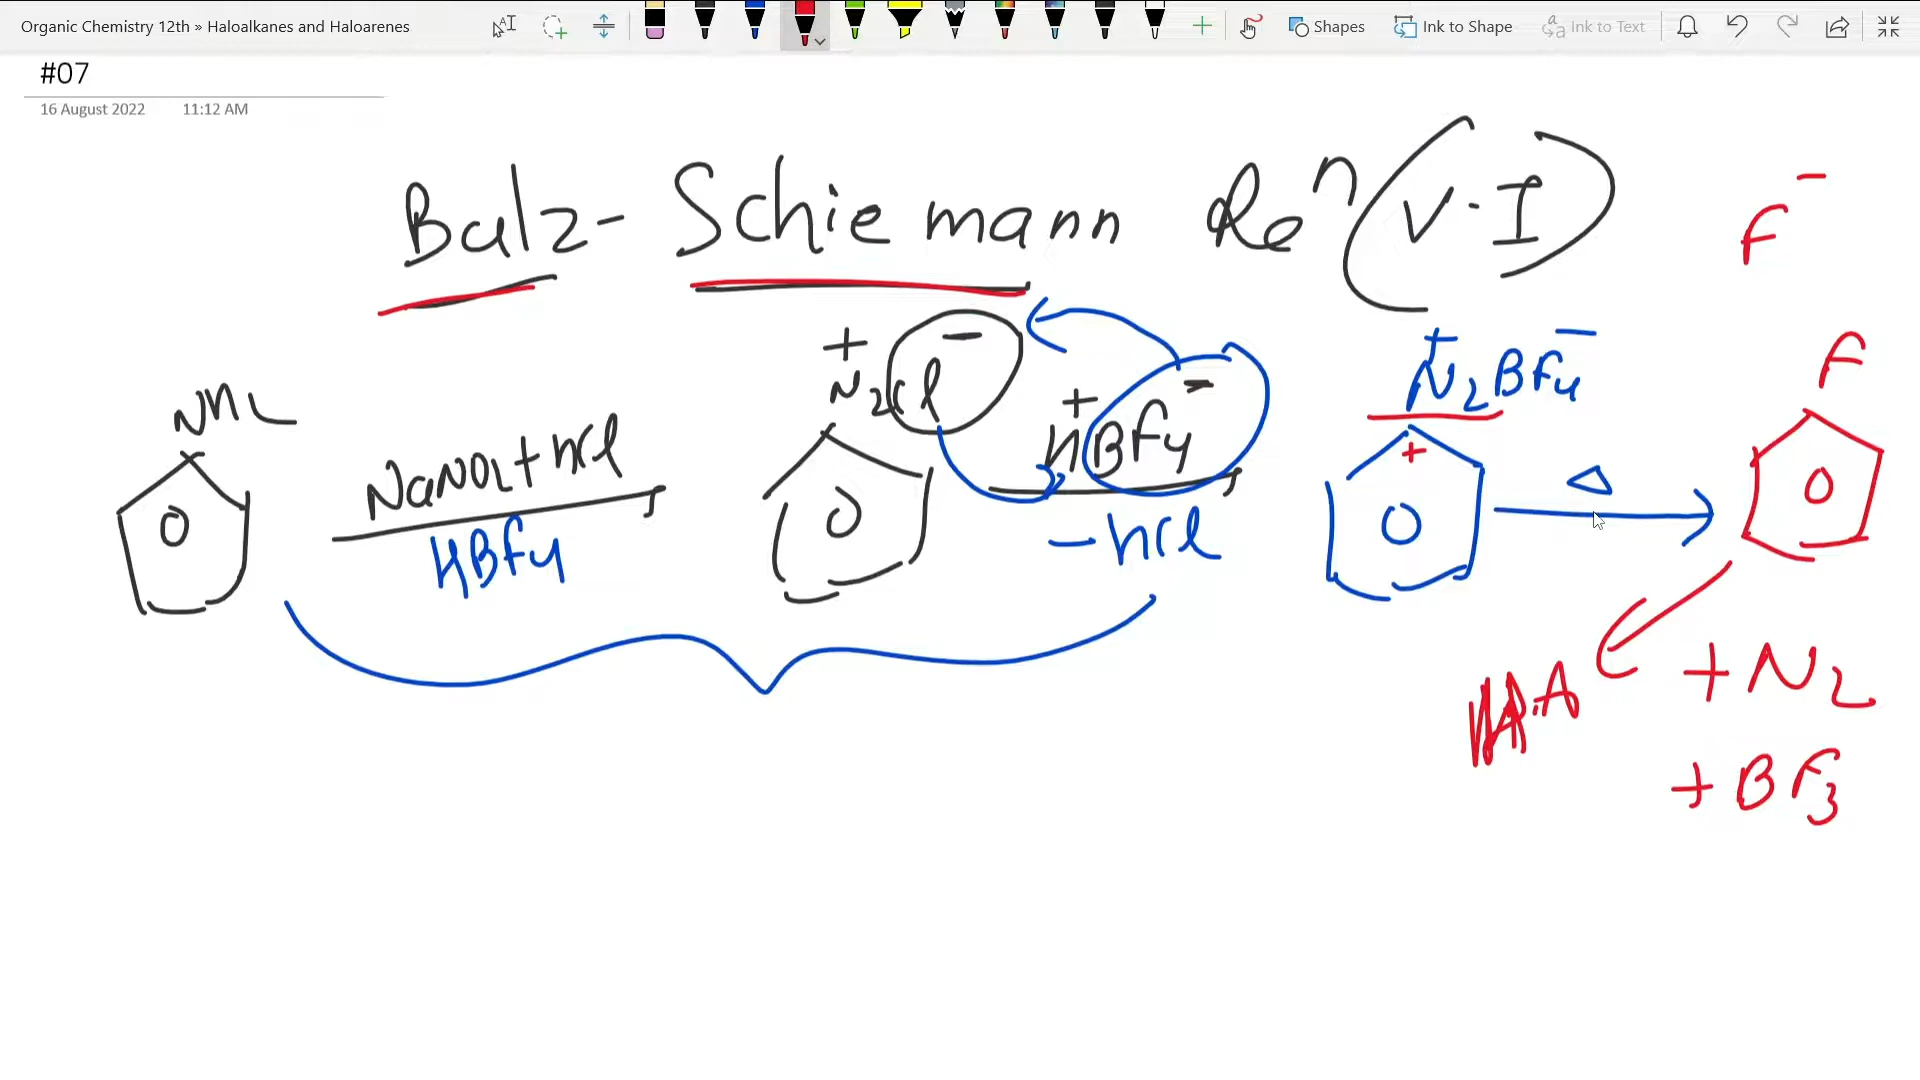 Organic Chemistry 12th » Haloalkanes and Haloarenes
Shapes
Ink to Shape
Ink to Text
#07
16 August 2022 11:12 AM
Balz-Schiemann Reⁿ (V·I)
F⁻
NH₂
NaNO₂+HCl
HBF₄
⁺N₂Cl⁻
⁺HBF₄⁻
-HCl
⁺N₂BF₄⁻
+
Δ
F
+ N₂
+ BF₃